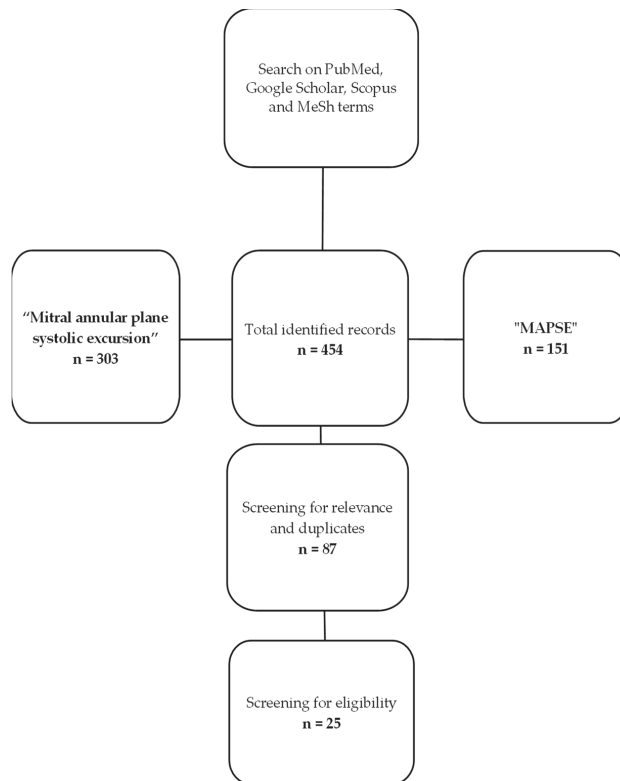 Search on PubMed,
Google Scholar, Scopus
and MeSh terms
“Mitral annular plane
systolic excursion”
n = 303
Total identified records
n = 454
"MAPSE"
n = 151
Screening for relevance
and duplicates
n = 87
Screening for eligibility
n = 25